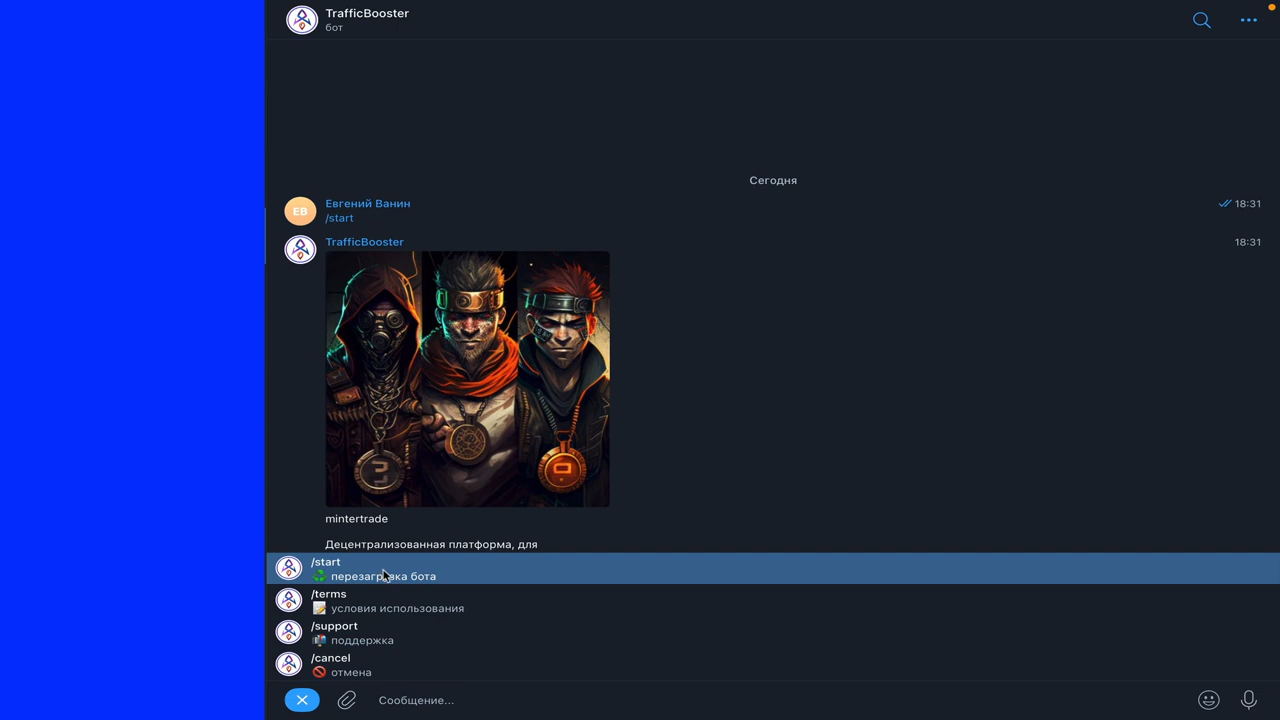 TrafficBooster
бот
Сегодня
ЕВ
Евгений Ванин
18:31
/start
TrafficBooster
18:31
mintertrade
Децентрализованная платформа, для
/start
перезагрузка бота
/terms
условия использования
/support
поддержка
/cancel
отмена
Сообщение...